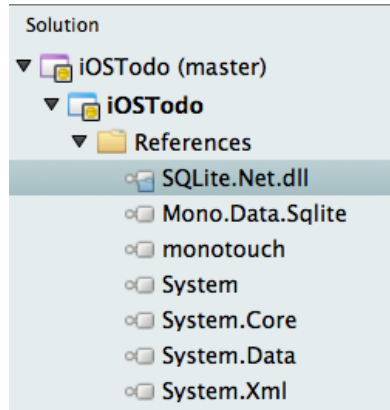 Solution
iOSTodo (master)
iOSTodo
References
SQLite.Net.dll
Mono.Data.Sqlite
monotouch
System
System.Core
System.Data
System.Xml